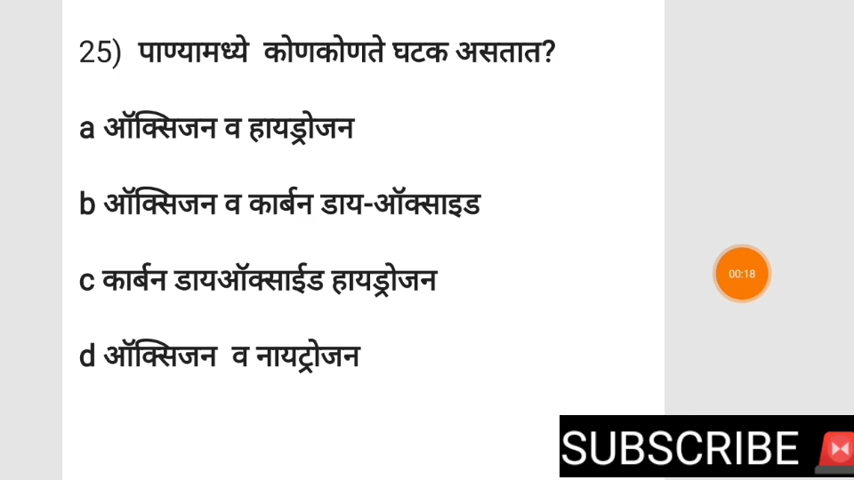 25) पाण्यामध्ये कोणकोणते घटक असतात?
a ऑक्सिजन व हायड्रोजन
b ऑक्सिजन व कार्बन डाय-ऑक्साइड
c कार्बन डायऑक्साईड हायड्रोजन
00:18
d ऑक्सिजन व नायट्रोजन
SUBSCRIBE